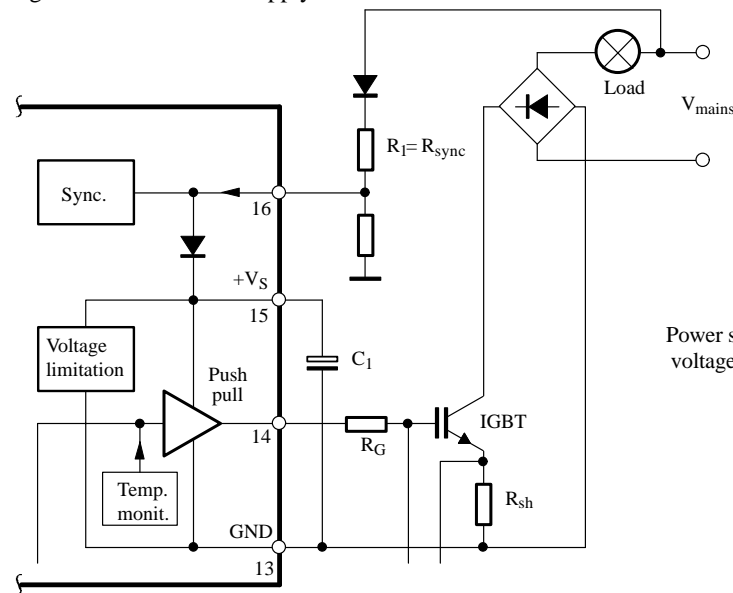 Load
V mains
R1= Rsync
Sync.
16
+VS
15
Voltage
limitation
C1
Power s
voltage
Push
pull
14
RG
IGBT
Temp.
monit.
Rsh
GND
13